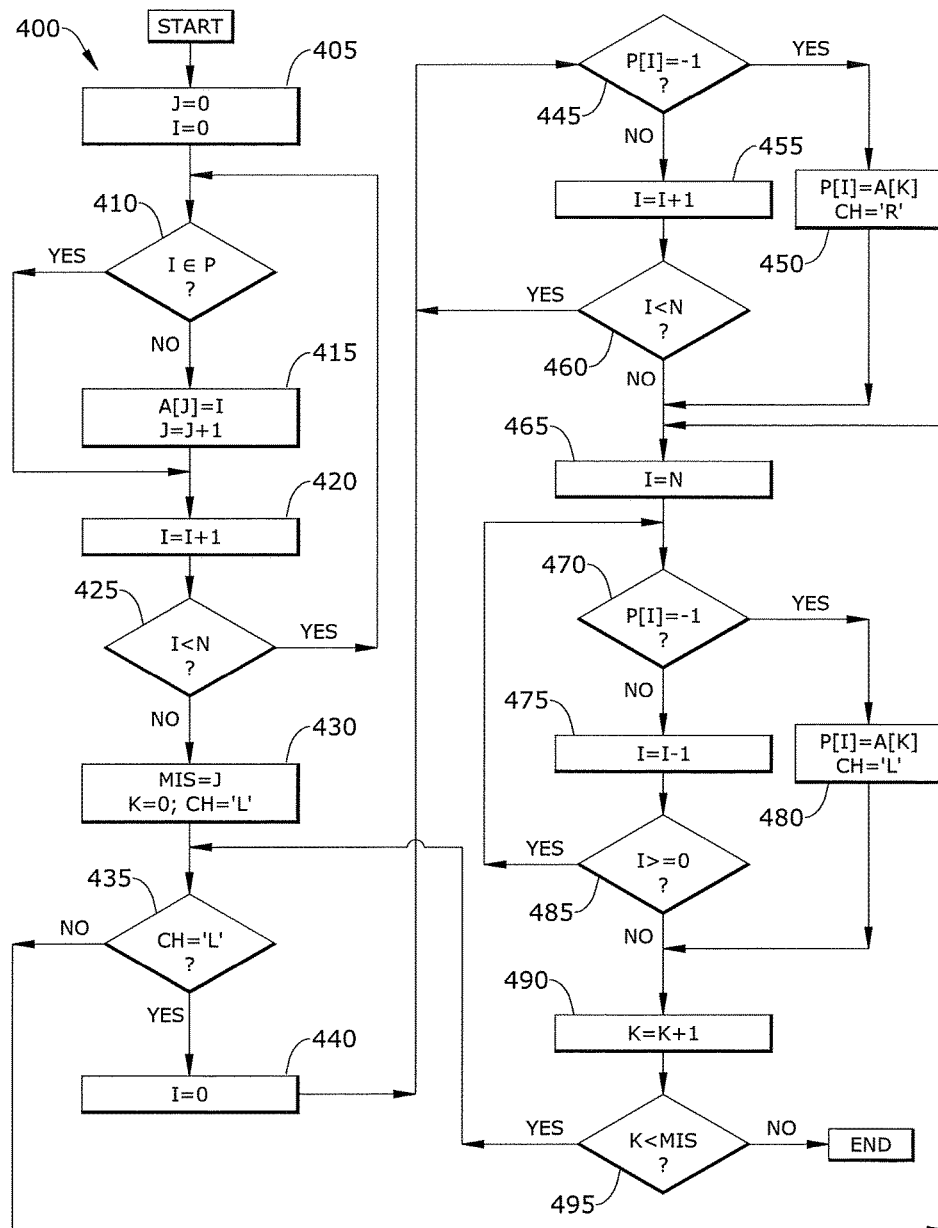 400
START
405
J=0
I=0
410
I ∈ P
?
YES
NO
415
A[J]=I
J=J+1
420
I=I+1
425
I<N
?
YES
NO
430
MIS=J
K=0; CH='L'
435
CH='L'
?
NO
YES
440
I=0
P[I]=-1
?
445
YES
NO
P[I]=A[K]
CH='R'
450
455
I=I+1
I<N
?
460
YES
NO
465
I=N
470
P[I]=-1
?
YES
NO
475
I=I-1
P[I]=A[K]
CH='L'
480
I>=0
?
485
YES
NO
490
K=K+1
K<MIS
?
495
YES
NO
END